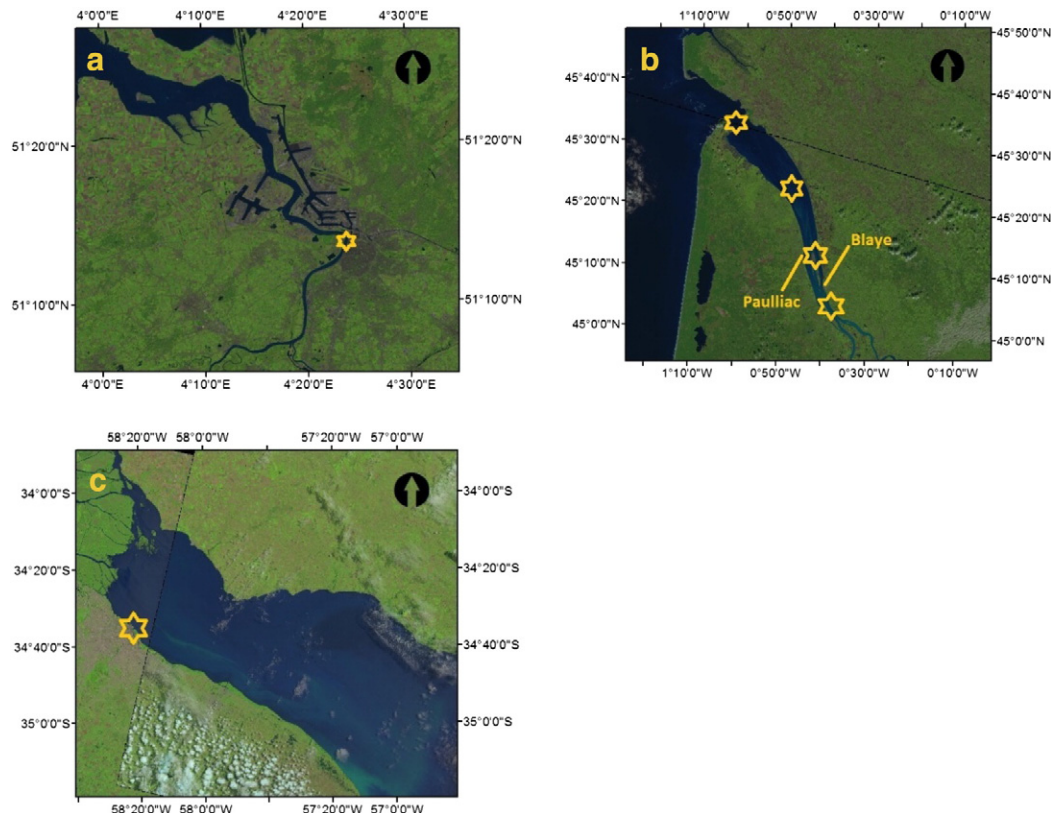 4°0'0"E 4°10'0"E 4°20'0"E 4°30'0"E
a
51°20'0"N
51°20'0"N
51°10'0"N
51°10'0"N
4°0'0"E 4°10'0"E 4°20'0"E 4°30'0"E
1°10'0"W 0°50'0"W 0°30'0"W 0°10'0"W
b
45°50'0"N
45°40'0"N
45°40'0"N
45°30'0"N
45°30'0"N
45°20'0"N
45°20'0"N
Blaye
45°10'0"N
45°10'0"N
Paulliac
45°0'0"N
45°0'0"N
1°10'0"W 0°50'0"W 0°30'0"W 0°10'0"W
58°20'0"W 58°0'0"W 57°20'0"W 57°0'0"W
c
34°0'0"S
34°0'0"S
34°20'0"S
34°20'0"S
34°40'0"S
34°40'0"S
35°0'0"S
35°0'0"S
58°20'0"W 58°0'0"W 57°20'0"W 57°0'0"W